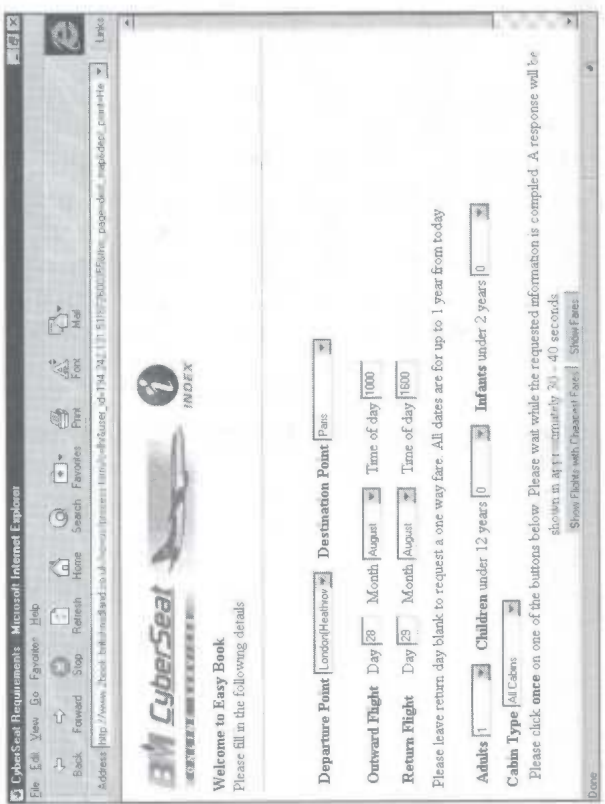 CyberSeat Requirements Microsoft Internet Explorer
File Edit View Go Favorites Help
Back Forward Stop Refresh Home Search Favorites Print Font Mail
Address Links
BM CyberSeat
ONLINE
INDEX
Welcome to Easy Book
Please fill in the following details
Departure Point London(Heathrow Destination Point Paris
Outward Flight Day 28 Month August Time of day 1000
Return Flight Day 29 Month August Time of day 1600
Please leave return day blank to request a one way fare. All dates are for up to 1 year from today
Adults 1 Children under 12 years 0 Infants under 2 years 0
Cabin Type All Cabins
Please click once on one of the buttons below Please wait while the requested information is compiled A response will be
shown in approximately 30 - 40 seconds
Show Flights with Cheapest Fares Show Fares
Done